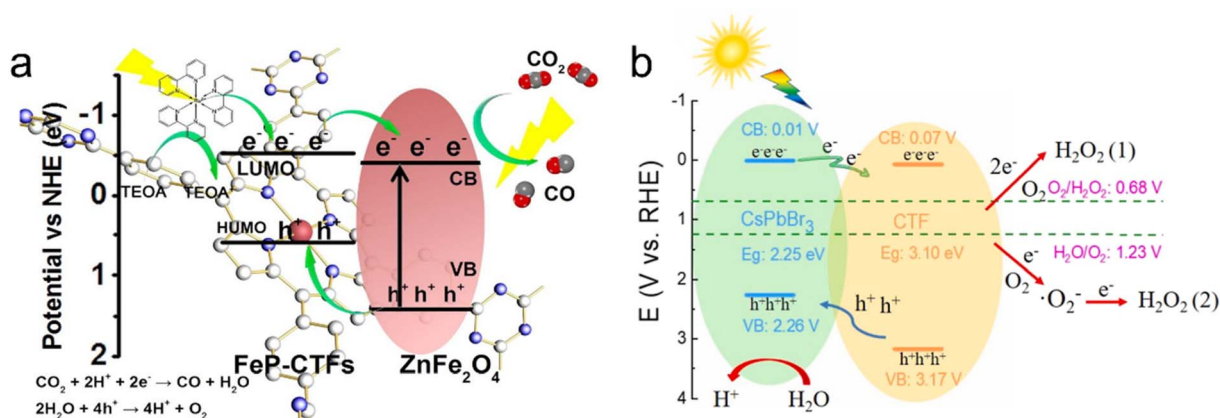 a
Potential vs NHE (eV)
-1
0
1
2
TEOA
TEOA⁺
e⁻ e⁻ e⁻
LUMO
HUMO
h⁺ h⁺
FeP-CTFs
e⁻ e⁻ e⁻
CB
VB
h⁺ h⁺ h⁺
ZnFe₂O₄
CO₂
CO
CO₂ + 2H⁺ + 2e⁻ → CO + H₂O
2H₂O + 4h⁺ → 4H⁺ + O₂
b
E (V vs. RHE)
-1
0
1
2
3
4
CB: 0.01 V
e⁻e⁻e⁻
e⁻
e⁻
CsPbBr₃
Eg: 2.25 eV
h⁺h⁺h⁺
VB: 2.26 V
H⁺
H₂O
CB: 0.07 V
e⁻e⁻e⁻
CTF
Eg: 3.10 eV
h⁺ h⁺
h⁺h⁺h⁺
VB: 3.17 V
2e⁻
H₂O₂ (1)
O₂
O₂/H₂O₂: 0.68 V
H₂O/O₂: 1.23 V
e⁻
O₂
·O₂⁻
e⁻
H₂O₂ (2)